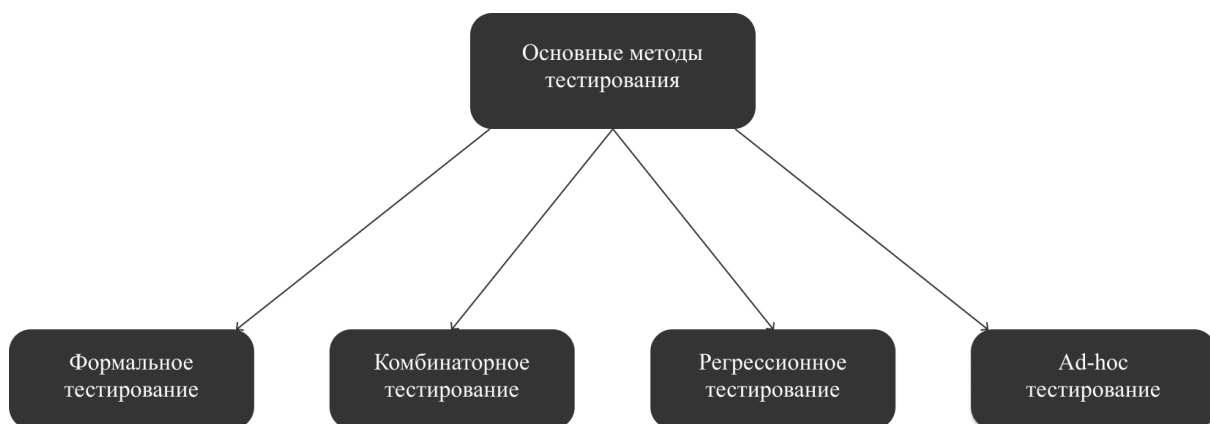 Основные методы
тестирования
Формальное
тестирование
Комбинаторное
тестирование
Регрессионное
тестирование
Ad-hoc
тестирование